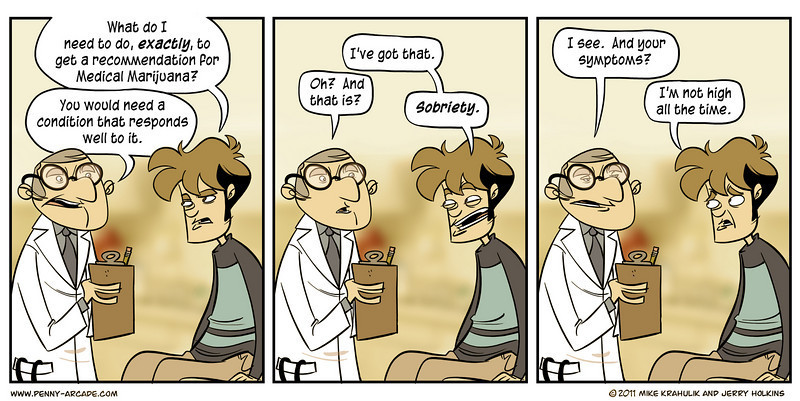 What do I
need to do, exactly, to
get a recommendation for
Medical Marijuana?
You would need a
condition that responds
well to it.
I've got that.
Oh? And
that is?
Sobriety.
I see. And your
symptoms?
I'm not high
all the time.
WWW.PENNY-ARCADE.COM
© 2011 MIKE KRAHULIK AND JERRY HOLKINS